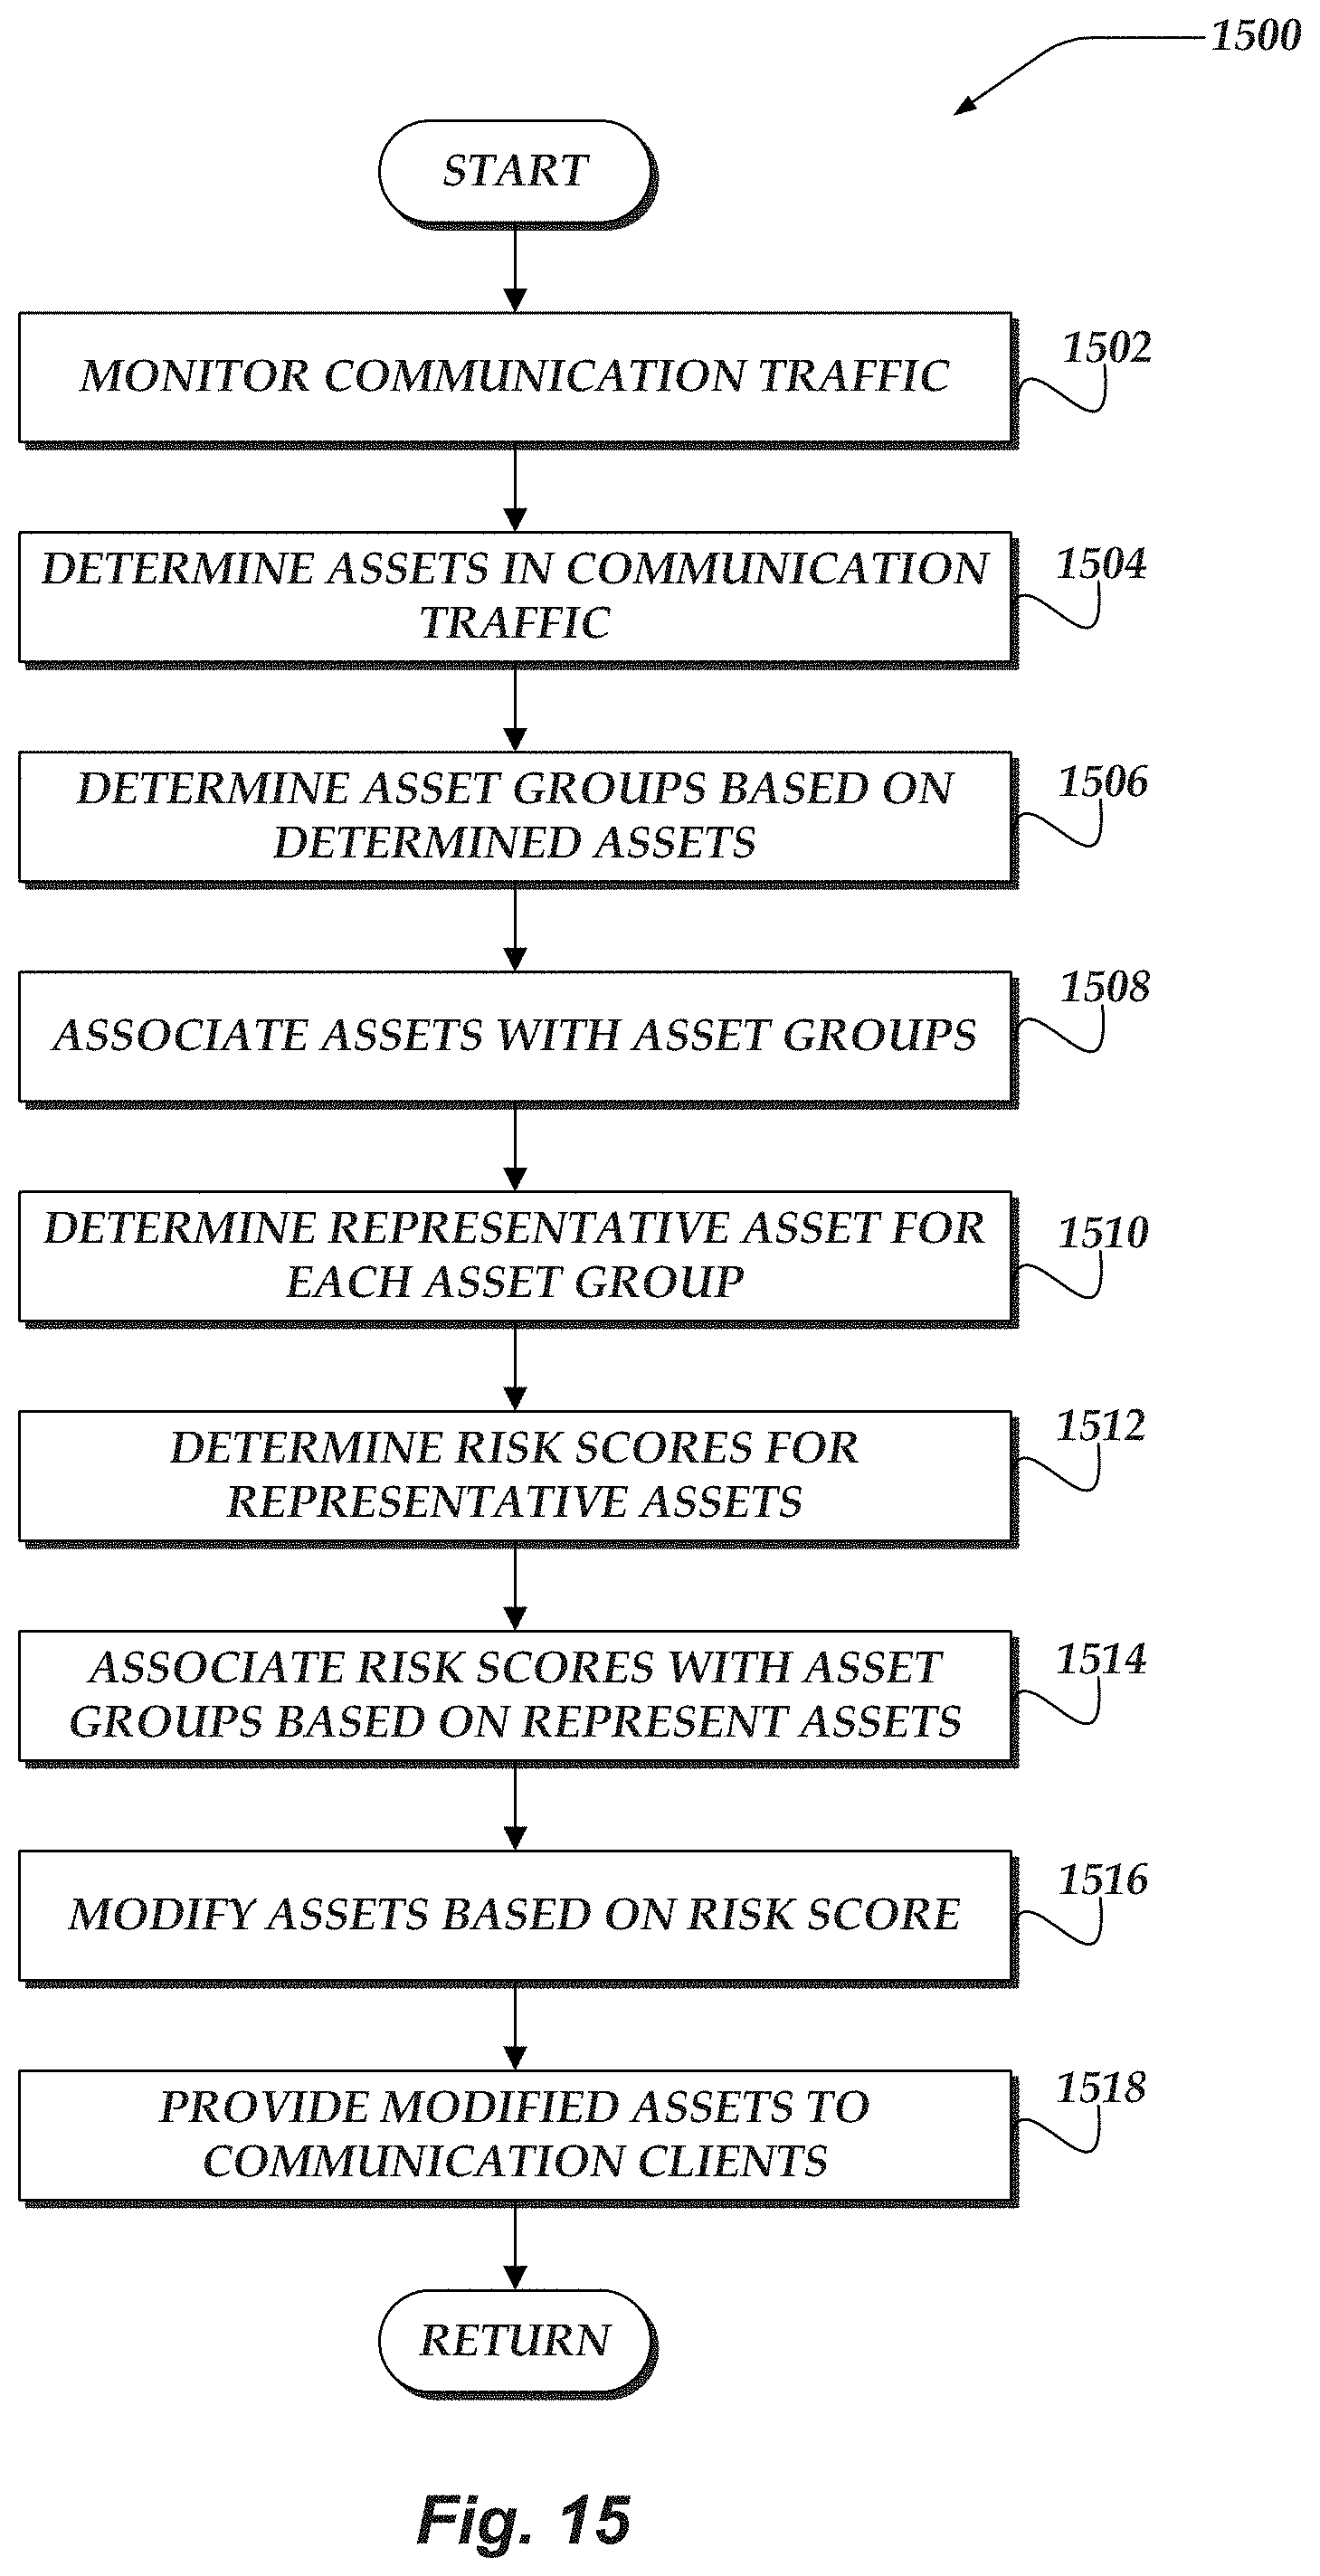 1500
START
MONITOR COMMUNICATION TRAFFIC
1502
DETERMINE ASSETS IN COMMUNICATION
TRAFFIC
1504
DETERMINE ASSET GROUPS BASED ON
DETERMINED ASSETS
1506
ASSOCIATE ASSETS WITH ASSET GROUPS
1508
DETERMINE REPRESENTATIVE ASSET FOR
EACH ASSET GROUP
1510
DETERMINE RISK SCORES FOR
REPRESENTATIVE ASSETS
1512
ASSOCIATE RISK SCORES WITH ASSET
GROUPS BASED ON REPRESENT ASSETS
1514
MODIFY ASSETS BASED ON RISK SCORE
1516
PROVIDE MODIFIED ASSETS TO
COMMUNICATION CLIENTS
1518
RETURN
Fig. 15